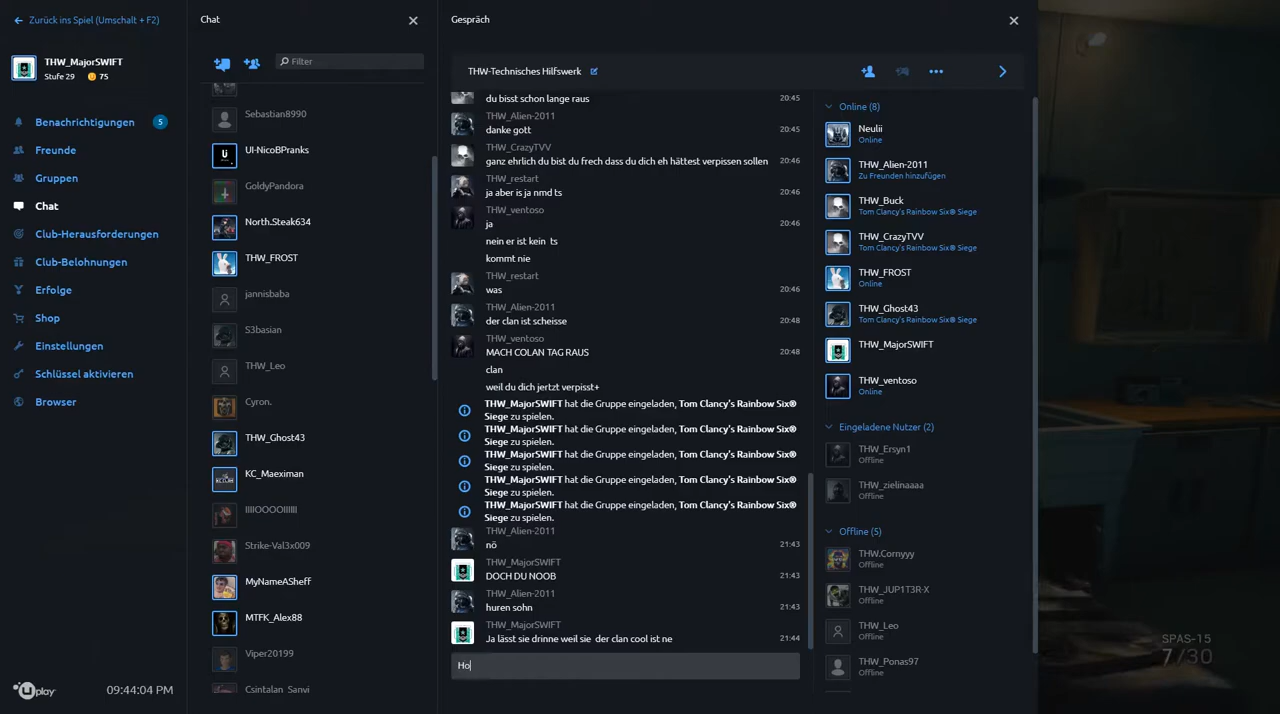 Zurück ins Spiel (Umschalt + F2)
THW_MajorSWIFT
Stufe 29 75
Benachrichtigungen 5
Freunde
Gruppen
Chat
Club-Herausforderungen
Club-Belohnungen
Erfolge
Shop
Einstellungen
Schlüssel aktivieren
Browser
uplay 09:44:04 PM
Chat
Filter
Sebastian8990
UI-NicoBPranks
GoldyPandora
North.Steak634
THW_FROST
jannisbaba
S3basian
THW_Leo
Cyron.
THW_Ghost43
KC_Maeximan
IIIIOOOOIIIIII
Strike-Val3x009
MyNameASheff
MTFK_Alex88
Viper20199
Csintalan_Sanyi
Gespräch
THW-Technisches Hilfswerk
du bisst schon lange raus 20:45
THW_Alien-2011
danke gott 20:45
THW_CrazyTVV
ganz ehrlich du bist du frech dass du dich eh hättest verpissen sollen 20:46
THW_restart
ja aber is ja nmd ts 20:46
THW_ventoso
ja 20:46
nein er ist kein ts
kommt nie
THW_restart
was 20:46
THW_Alien-2011
der clan ist scheisse 20:48
THW_ventoso
MACH COLAN TAG RAUS 20:48
clan
weil du dich jertzt verpisst+
THW_MajorSWIFT hat die Gruppe eingeladen, Tom Clancy's Rainbow Six®
Siege zu spielen.
THW_MajorSWIFT hat die Gruppe eingeladen, Tom Clancy's Rainbow Six®
Siege zu spielen.
THW_MajorSWIFT hat die Gruppe eingeladen, Tom Clancy's Rainbow Six®
Siege zu spielen.
THW_MajorSWIFT hat die Gruppe eingeladen, Tom Clancy's Rainbow Six®
Siege zu spielen.
THW_MajorSWIFT hat die Gruppe eingeladen, Tom Clancy's Rainbow Six®
Siege zu spielen.
THW_Alien-2011
nö 21:43
THW_MajorSWIFT
DOCH DU NOOB 21:43
THW_Alien-2011
huren sohn 21:43
THW_MajorSWIFT
Ja lässt sie drinne weil sie der clan cool ist ne 21:44
Ho
Online (8)
Neulii
Online
THW_Alien-2011
Zu Freunden hinzufügen
THW_Buck
Tom Clancy's Rainbow Six® Siege
THW_CrazyTVV
Tom Clancy's Rainbow Six® Siege
THW_FROST
Online
THW_Ghost43
Tom Clancy's Rainbow Six® Siege
THW_MajorSWIFT
THW_ventoso
Online
Eingeladene Nutzer (2)
THW_Ersyn1
Offline
THW_zielinaaaa
Offline
Offline (5)
THW.Cornyyy
Offline
THW_JUP1T3R-X
Offline
THW_Leo
Offline
THW_Ponas97
Offline
SPAS-15
7/30